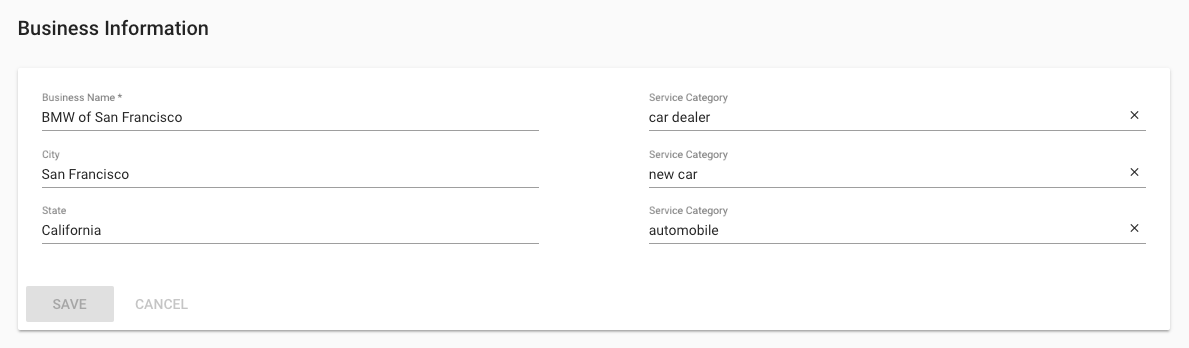 Business Information
Business Name *
BMW of San Francisco
City
San Francisco
State
California
Service Category
car dealer
Service Category
new car
Service Category
automobile
SAVE
CANCEL